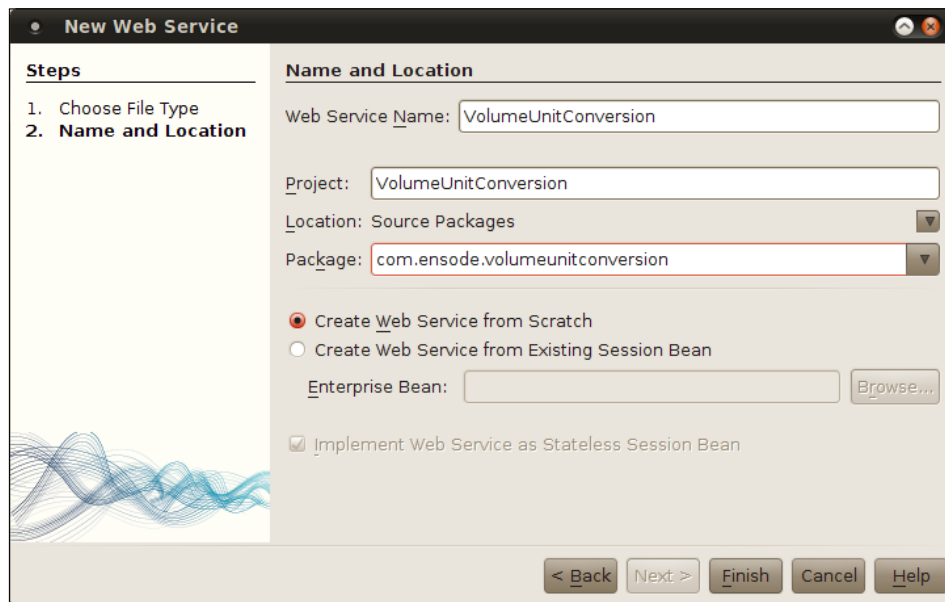 New Web Service
Steps
1. Choose File Type
2. Name and Location
Name and Location
Web Service Name: VolumeUnitConversion
Project: VolumeUnitConversion
Location: Source Packages
Package: com.ensode.volumeunitconversion
Create Web Service from Scratch
Create Web Service from Existing Session Bean
Enterprise Bean: Browse...
Implement Web Service as Stateless Session Bean
< Back Next > Finish Cancel Help